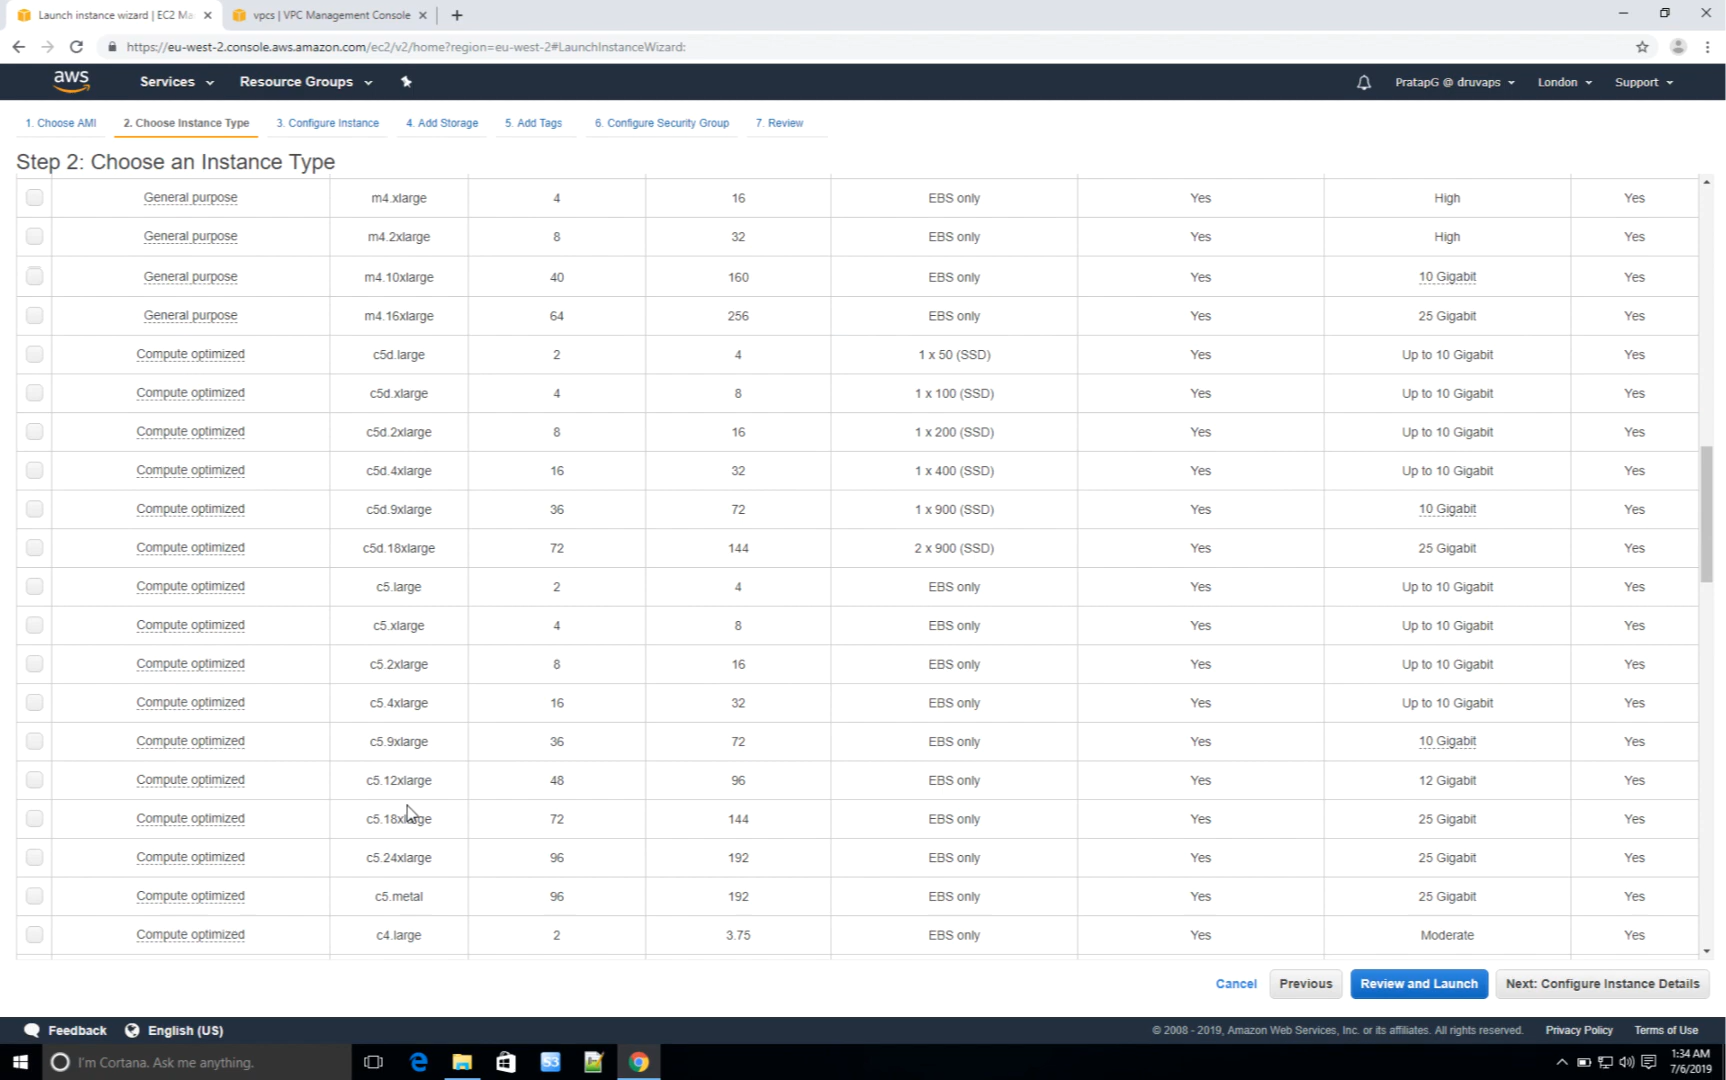 Launch instance wizard | EC2 Ma
vpcs | VPC Management Console
https://eu-west-2.console.aws.amazon.com/ec2/v2/home?region=eu-west-2#LaunchInstanceWizard:
aws Services Resource Groups PratapG @ druvaps London Support
1. Choose AMI 2. Choose Instance Type 3. Configure Instance 4. Add Storage 5. Add Tags 6. Configure Security Group 7. Review
Step 2: Choose an Instance Type
General purpose m4.xlarge 4 16 EBS only Yes High Yes
General purpose m4.2xlarge 8 32 EBS only Yes High Yes
General purpose m4.10xlarge 40 160 EBS only Yes 10 Gigabit Yes
General purpose m4.16xlarge 64 256 EBS only Yes 25 Gigabit Yes
Compute optimized c5d.large 2 4 1 x 50 (SSD) Yes Up to 10 Gigabit Yes
Compute optimized c5d.xlarge 4 8 1 x 100 (SSD) Yes Up to 10 Gigabit Yes
Compute optimized c5d.2xlarge 8 16 1 x 200 (SSD) Yes Up to 10 Gigabit Yes
Compute optimized c5d.4xlarge 16 32 1 x 400 (SSD) Yes Up to 10 Gigabit Yes
Compute optimized c5d.9xlarge 36 72 1 x 900 (SSD) Yes 10 Gigabit Yes
Compute optimized c5d.18xlarge 72 144 2 x 900 (SSD) Yes 25 Gigabit Yes
Compute optimized c5.large 2 4 EBS only Yes Up to 10 Gigabit Yes
Compute optimized c5.xlarge 4 8 EBS only Yes Up to 10 Gigabit Yes
Compute optimized c5.2xlarge 8 16 EBS only Yes Up to 10 Gigabit Yes
Compute optimized c5.4xlarge 16 32 EBS only Yes Up to 10 Gigabit Yes
Compute optimized c5.9xlarge 36 72 EBS only Yes 10 Gigabit Yes
Compute optimized c5.12xlarge 48 96 EBS only Yes 12 Gigabit Yes
Compute optimized c5.18xlarge 72 144 EBS only Yes 25 Gigabit Yes
Compute optimized c5.24xlarge 96 192 EBS only Yes 25 Gigabit Yes
Compute optimized c5.metal 96 192 EBS only Yes 25 Gigabit Yes
Compute optimized c4.large 2 3.75 EBS only Yes Moderate Yes
Cancel Previous Review and Launch Next: Configure Instance Details
Feedback English (US) © 2008 - 2019, Amazon Web Services, Inc. or its affiliates. All rights reserved. Privacy Policy Terms of Use
I'm Cortana. Ask me anything. S3 1:34 AM
7/6/2019